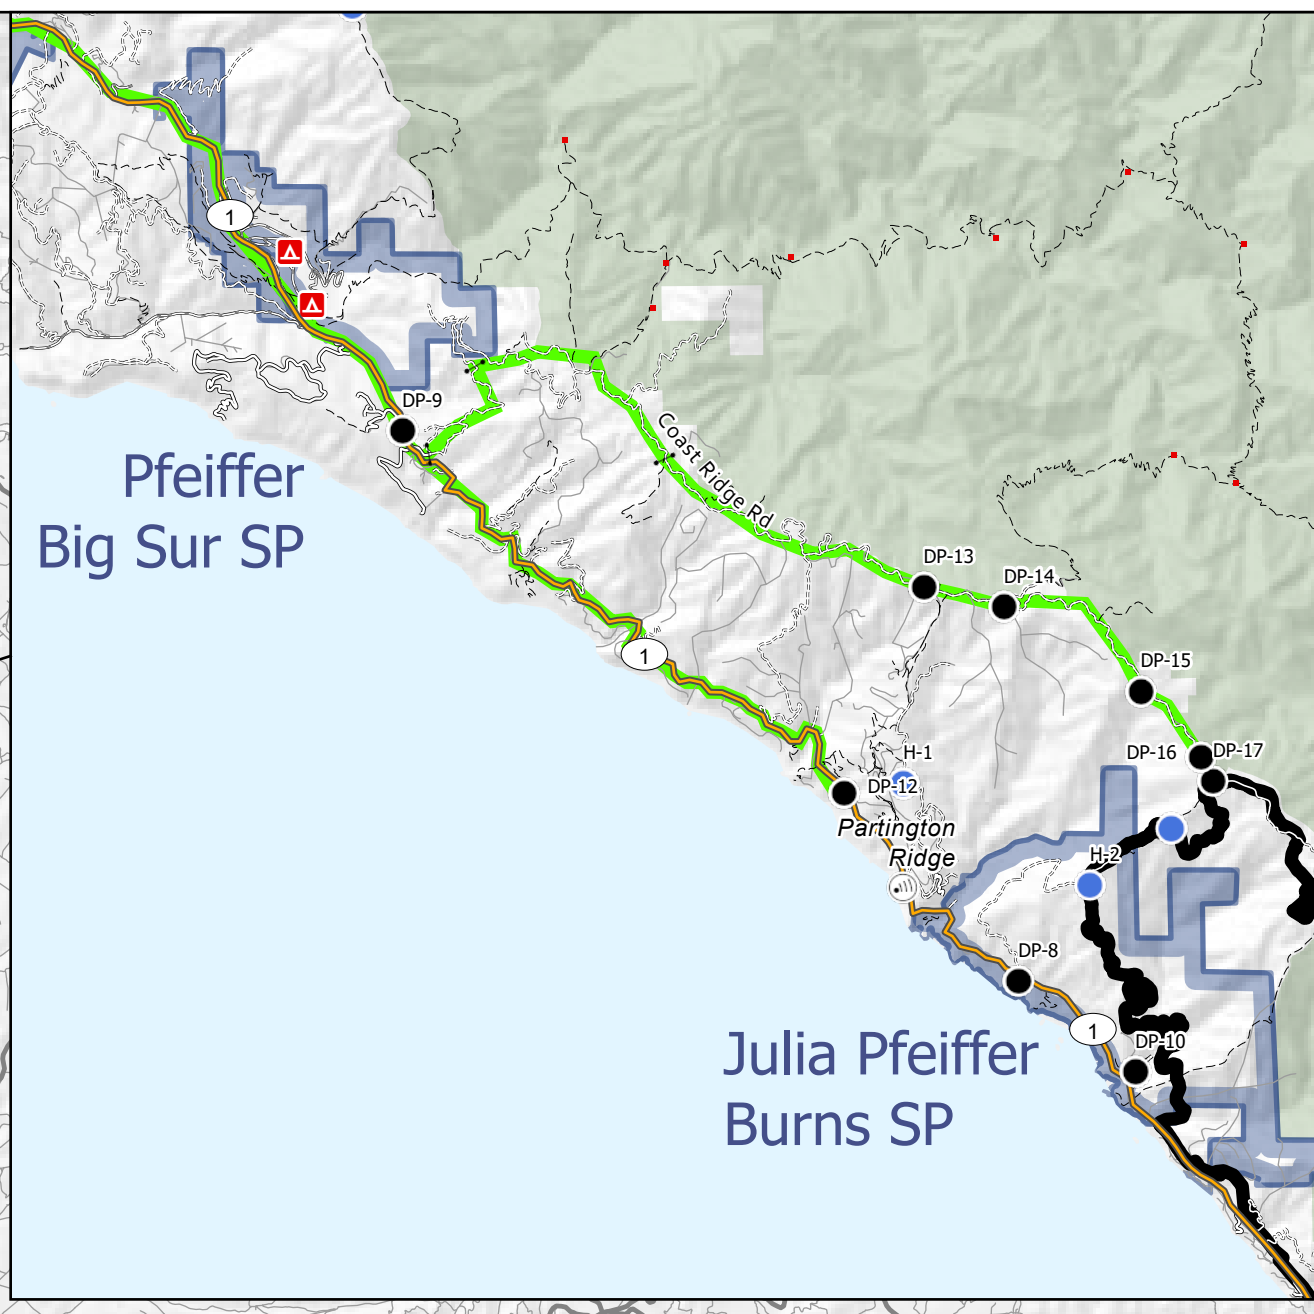 1
DP-9
Pfeiffer
Big Sur SP
Coast Ridge Rd
DP-13
DP-14
1
DP-15
DP-16
DP-17
H-1
DP-12
Partington
Ridge
H-2
DP-8
1
DP-10
Julia Pfeiffer
Burns SP